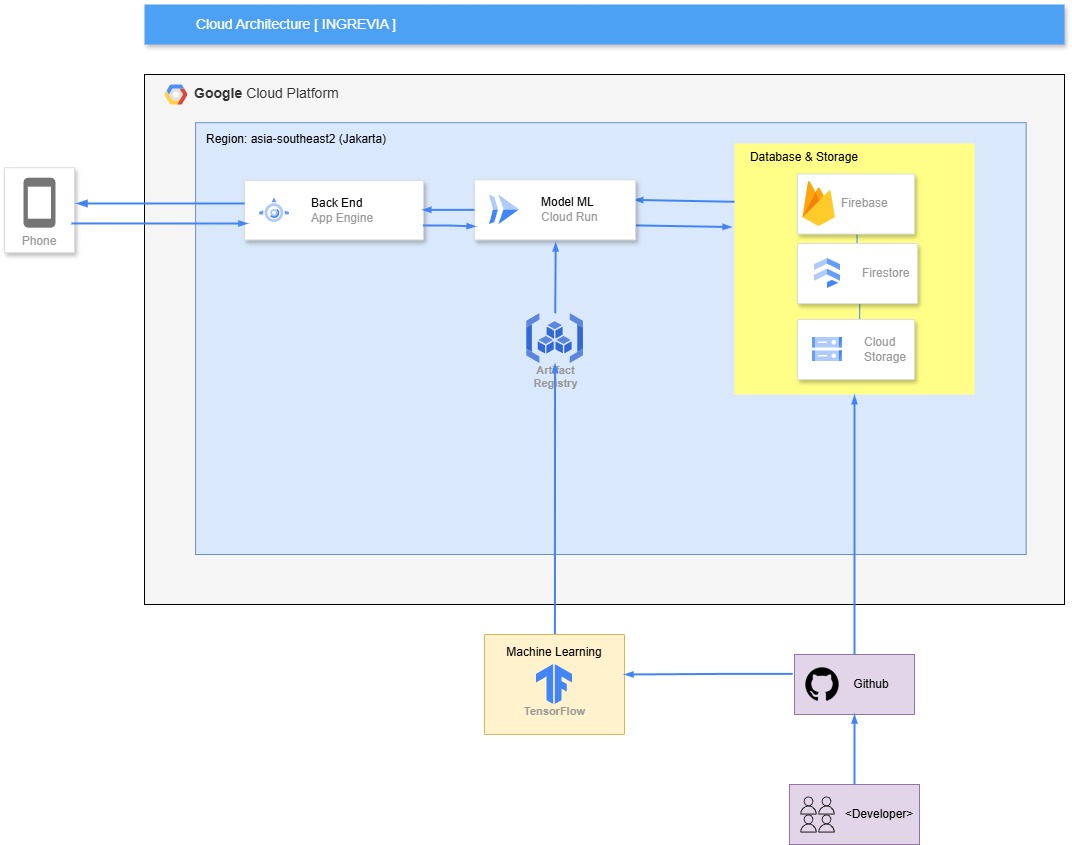 Cloud Architecture [ INGREVIA ]
Google Cloud Platform
Region: asia-southeast2 (Jakarta)
Database & Storage
Phone
Back End
App Engine
Model ML
Cloud Run
Firebase
Firestore
Cloud
Storage
Artifact
Registry
Machine Learning
TensorFlow
Github
<Developer>